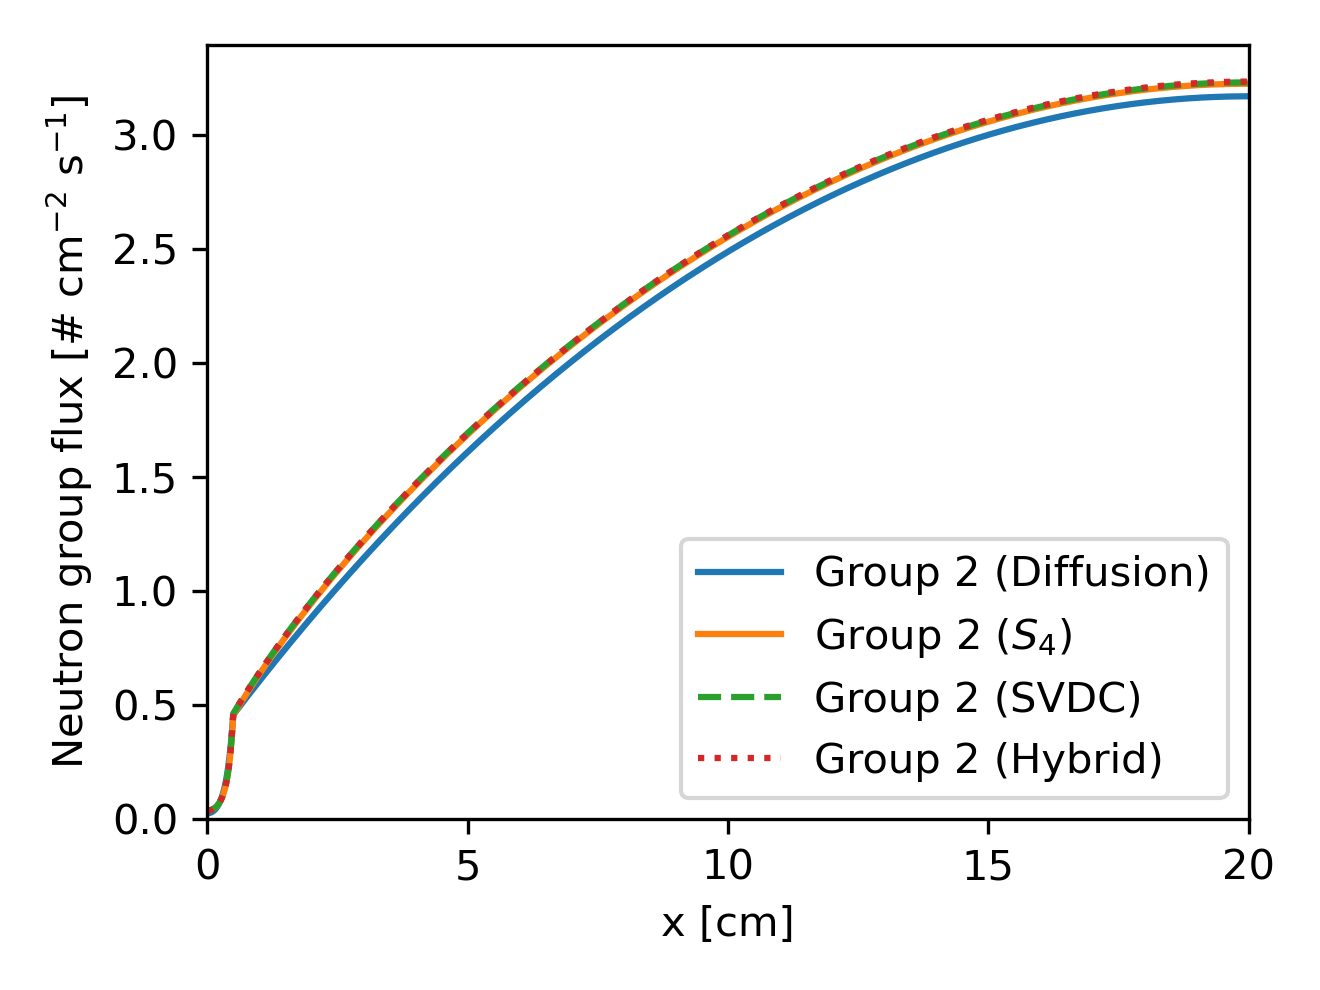 Neutron group flux [# cm⁻² s⁻¹]
3.0
2.5
2.0
1.5
1.0
0.5
0.0
Group 2 (Diffusion)
Group 2 (S₄)
Group 2 (SVDC)
Group 2 (Hybrid)
0 5 10 15 20
x [cm]